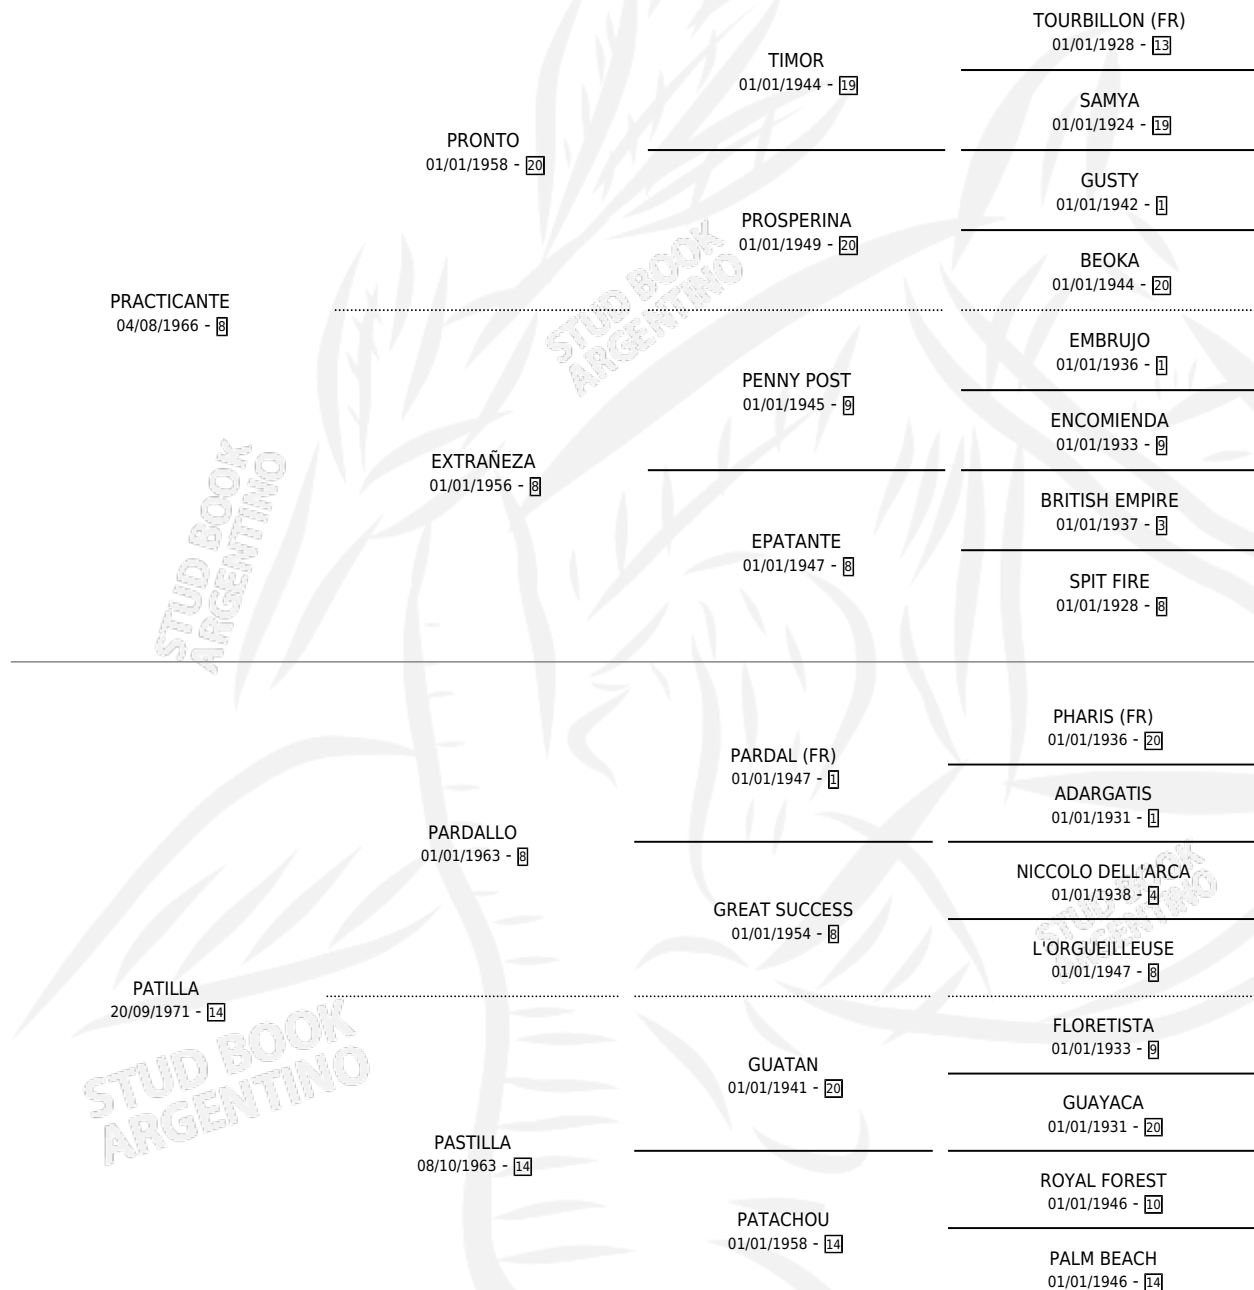 TOURBILLON (FR)
01/01/1928 - 13
TIMOR
01/01/1944 - 19
SAMYA
01/01/1924 - 19
PRONTO
01/01/1958 - 20
GUSTY
01/01/1942 - 1
PROSPERINA
01/01/1949 - 20
BEOKA
01/01/1944 - 20
PRACTICANTE
04/08/1966 - 8
STUD BOOK
ARGENTINO
EMBRUJO
01/01/1936 - 1
PENNY POST
01/01/1945 - 9
ENCOMIENDA
01/01/1933 - 9
EXTRAÑEZA
01/01/1956 - 8
BRITISH EMPIRE
01/01/1937 - 3
EPATANTE
01/01/1947 - 8
SPIT FIRE
01/01/1928 - 8
STUD BOOK
ARGENTINO
PHARIS (FR)
01/01/1936 - 20
PARDAL (FR)
01/01/1947 - 1
ADARGATIS
01/01/1931 - 1
PARDALLO
01/01/1963 - 8
NICCOLO DELL'ARCA
01/01/1938 - 4
GREAT SUCCESS
01/01/1954 - 8
STUD BOOK
ARGENTINO
L'ORGUEILLEUSE
01/01/1947 - 8
PATILLA
20/09/1971 - 14
STUD BOOK
ARGENTINO
FLORETISTA
01/01/1933 - 9
GUATAN
01/01/1941 - 20
GUAYACA
01/01/1931 - 20
PASTILLA
08/10/1963 - 14
ROYAL FOREST
01/01/1946 - 10
PATACHOU
01/01/1958 - 14
PALM BEACH
01/01/1946 - 14